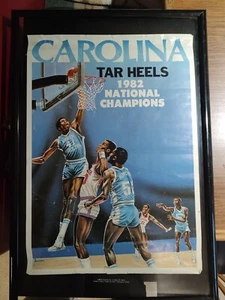 CAROLINA
TAR HEELS
1982
NATIONAL
CHAMPIONS